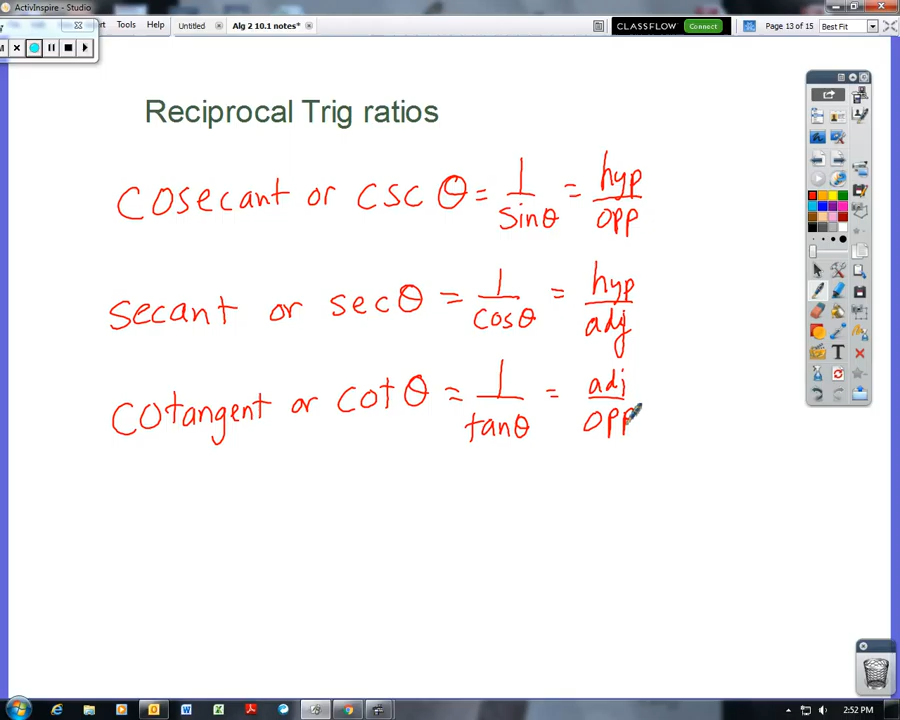 ActivInspire - Studio
Tools Edit Help Untitled Alg 2 10.1 notes* CLASSFLOW Connect Page 13 of 15 Best Fit
Reciprocal Trig ratios
Cosecant or csc θ = 1/sinθ = hyp/opp
secant or secθ = 1/cosθ = hyp/adj
cotangent or cotθ = 1/tanθ = adj/opp
2:52 PM